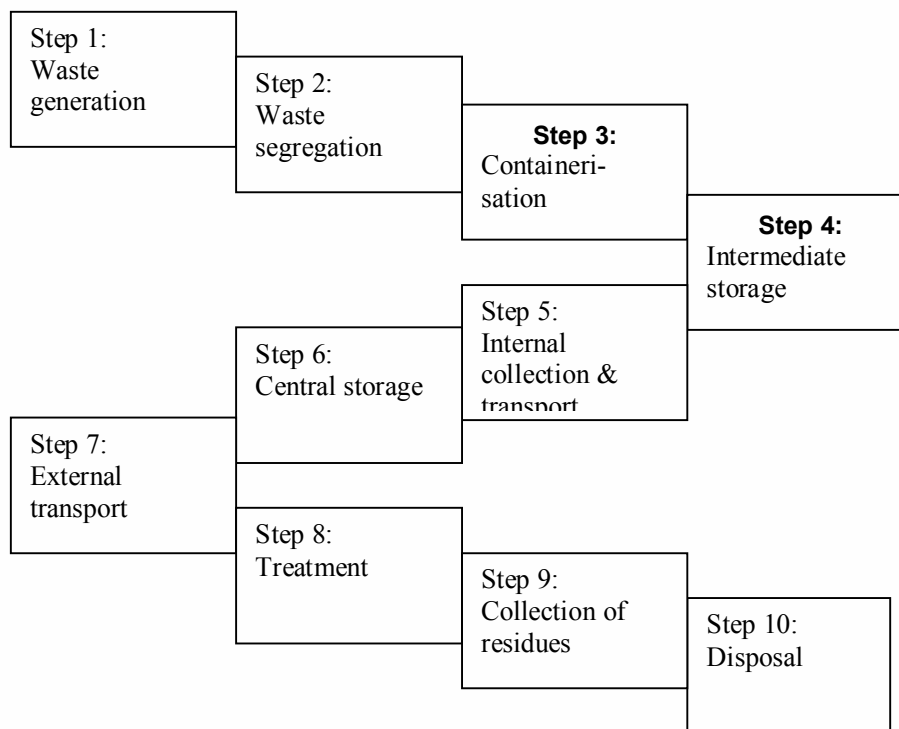 Step 1:
Waste
generation
Step 2:
Waste
segregation
Step 3:
Containeri-
sation
Step 4:
Intermediate
storage
Step 5:
Internal
collection &
transport
Step 6:
Central storage
Step 7:
External
transport
Step 8:
Treatment
Step 9:
Collection of
residues
Step 10:
Disposal